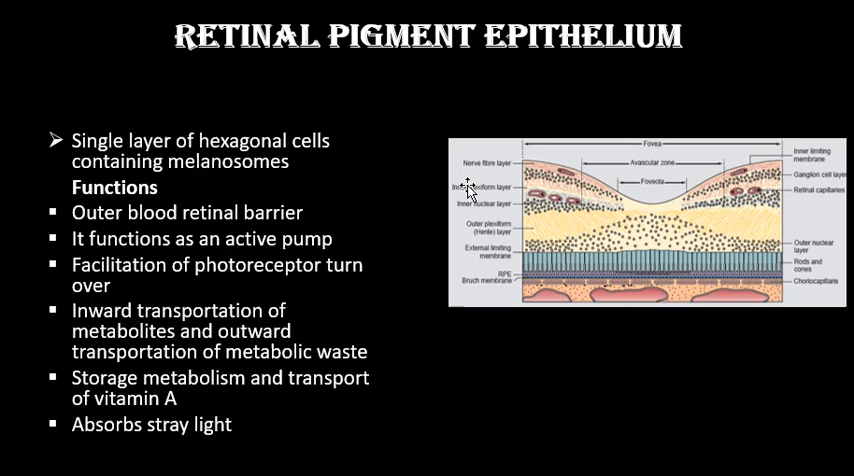 RETINAL PIGMENT EPITHELIUM
Single layer of hexagonal cells
containing melanosomes
Functions
Outer blood retinal barrier
It functions as an active pump
Facilitation of photoreceptor turn
over
Inward transportation of
metabolites and outward
transportation of metabolic waste
Storage metabolism and transport
of vitamin A
Absorbs stray light
Fovea
Avascular zone
Foveola
Nerve fibre layer
layer
Inner nuclear layer
Outer plexiform
(Henle) layer
External limiting
membrane
RPE
Bruch membrane
Inner limiting
membrane
Ganglion cell layer
Retinal capillaries
Outer nuclear
layer
Rods and
cones
Choriocapillaris